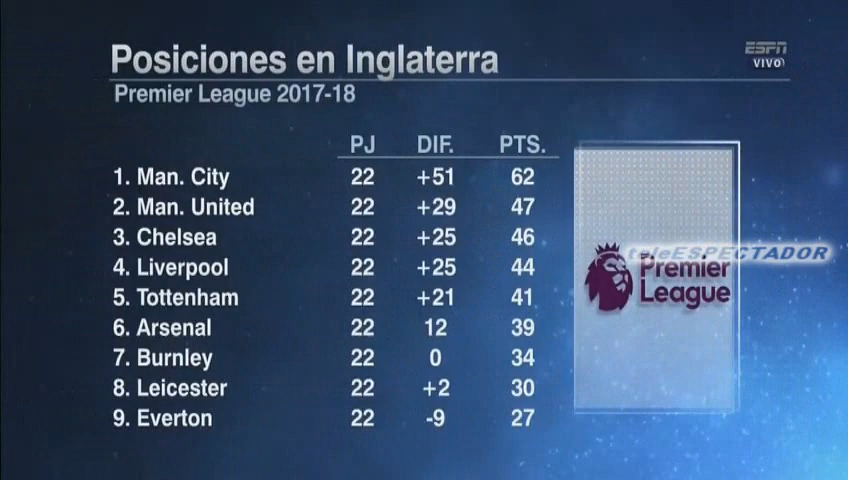 Posiciones en Inglaterra
ESPN
VIVO
Premier League 2017-18
PJ DIF. PTS.
1. Man. City 22 +51 62
2. Man. United 22 +29 47
3. Chelsea 22 +25 46
4. Liverpool 22 +25 44
5. Tottenham 22 +21 41
6. Arsenal 22 12 39
7. Burnley 22 0 34
8. Leicester 22 +2 30
9. Everton 22 -9 27
teleESPECTADOR
Premier
League